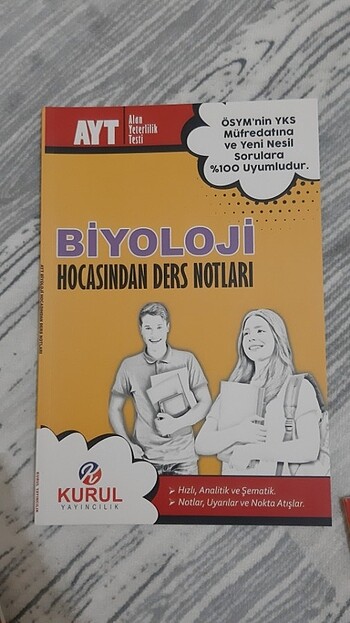 AYT
Alan
Yeterlilik
Testi
ÖSYM'nin YKS
Müfredatına
ve Yeni Nesil
Sorulara
%100 Uyumludur.
BİYOLOJİ
HOCASINDAN DERS NOTLARI
KURUL
YAYINCILIK
➤ Hızlı, Analitik ve Şematik.
➤ Notlar, Uyarılar ve Nokta Atışlar.